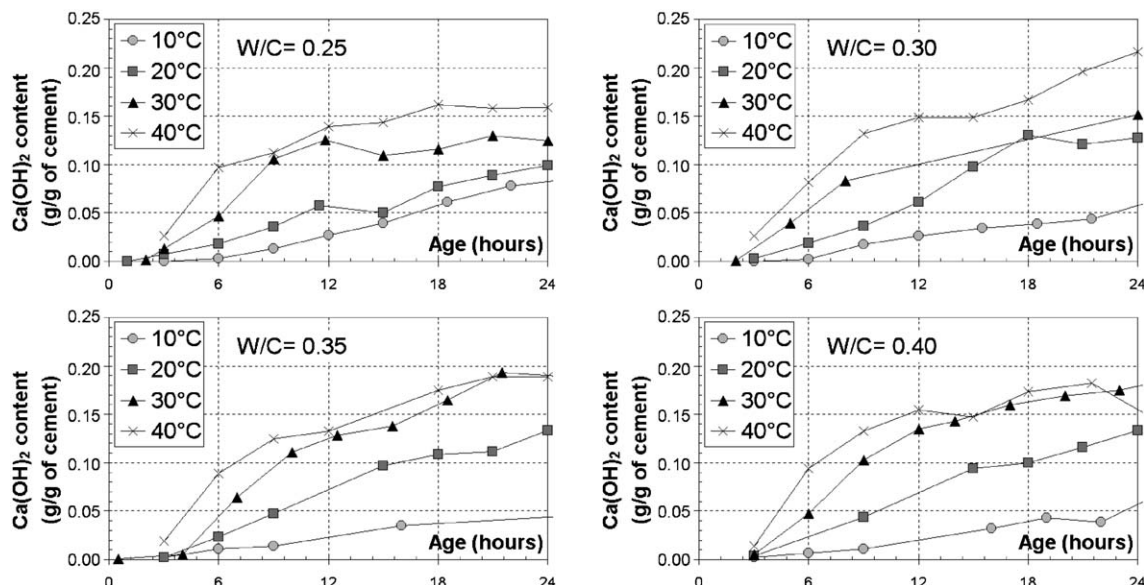 0.25
0.20
0.15
0.10
0.05
0.00
Ca(OH)2 content
(g/g of cement)
10°C
20°C
30°C
40°C
W/C= 0.25
Age (hours)
0 6 12 18 24
0.25
0.20
0.15
0.10
0.05
0.00
Ca(OH)2 content
(g/g of cement)
10°C
20°C
30°C
40°C
W/C= 0.30
Age (hours)
0 6 12 18 24
0.25
0.20
0.15
0.10
0.05
0.00
Ca(OH)2 content
(g/g of cement)
10°C
20°C
30°C
40°C
W/C= 0.35
Age (hours)
0 6 12 18 24
0.25
0.20
0.15
0.10
0.05
0.00
Ca(OH)2 content
(g/g of cement)
10°C
20°C
30°C
40°C
W/C= 0.40
Age (hours)
0 6 12 18 24